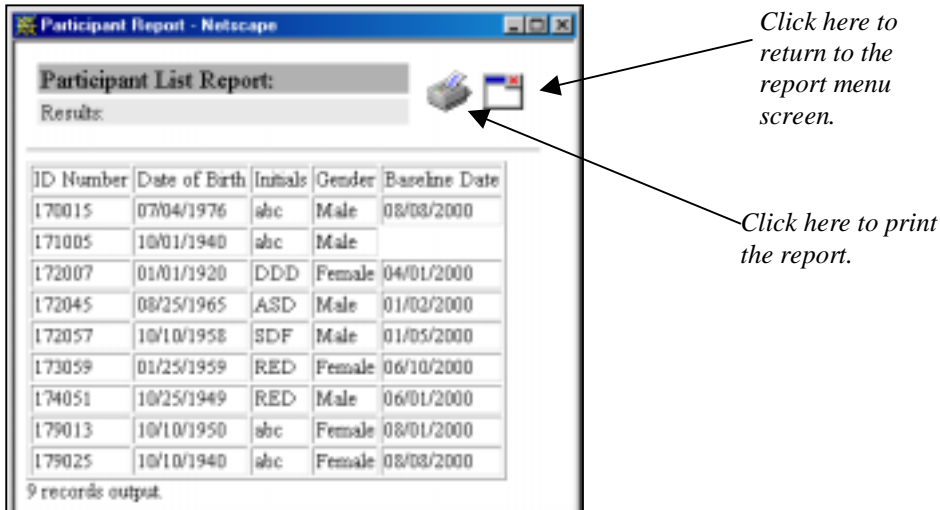 Participant Report - Netscape
Participant List Report:
Results:
Click here to
return to the
report menu
screen.
ID Number Date of Birth Initials Gender Baseline Date
170015 07/04/1976 abc Male 08/08/2000
171005 10/01/1940 abc Male
172007 01/01/1920 DDD Female 04/01/2000
172045 08/25/1965 ASD Male 01/02/2000
172057 10/10/1958 SDF Male 01/05/2000
173059 01/25/1959 RED Female 06/10/2000
174051 10/25/1949 RED Male 06/01/2000
179013 10/10/1950 abc Female 08/01/2000
179025 10/10/1940 abc Female 08/08/2000
9 records output.
Click here to print
the report.